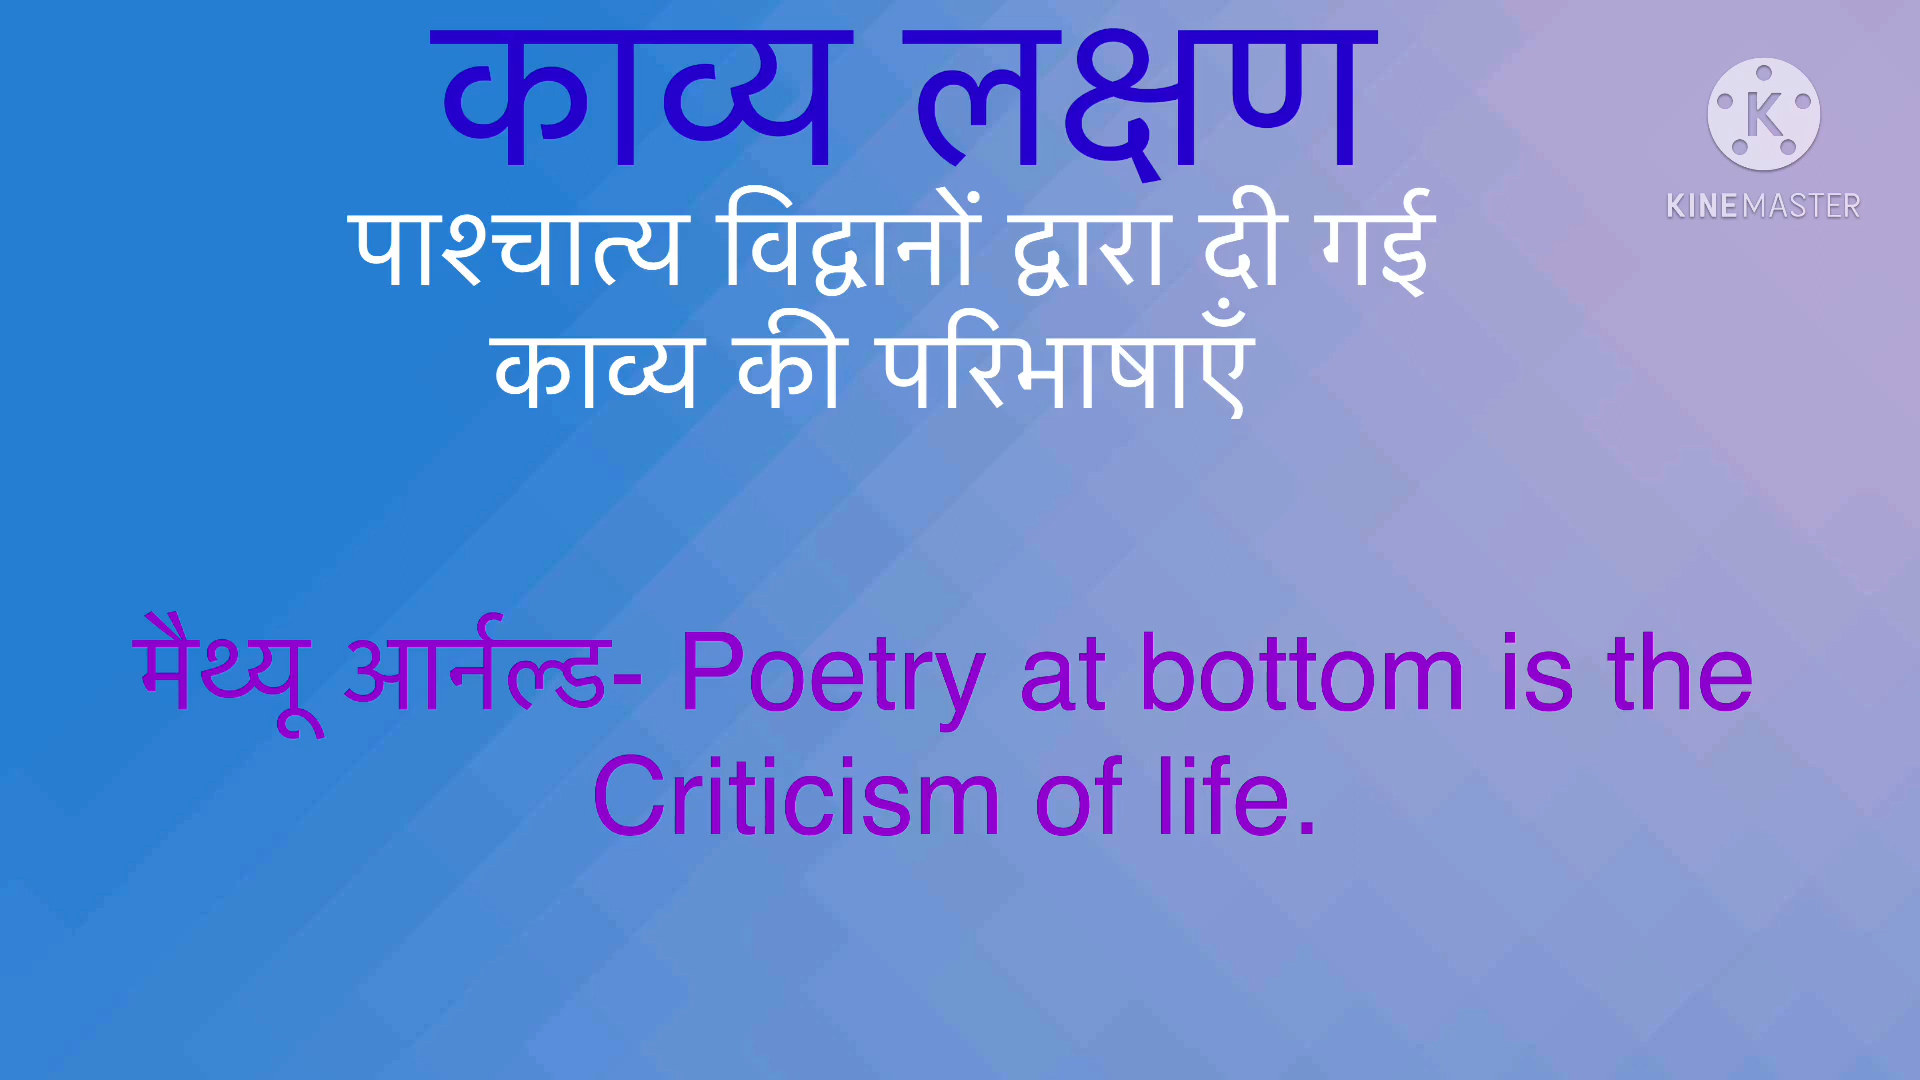 काव्य लक्षण
K
KINEMASTER
पाश्चात्य विद्वानों द्वारा दी गई
काव्य की परिभाषाएँ
मैथ्यू आर्नल्ड- Poetry at bottom is the
Criticism of life.